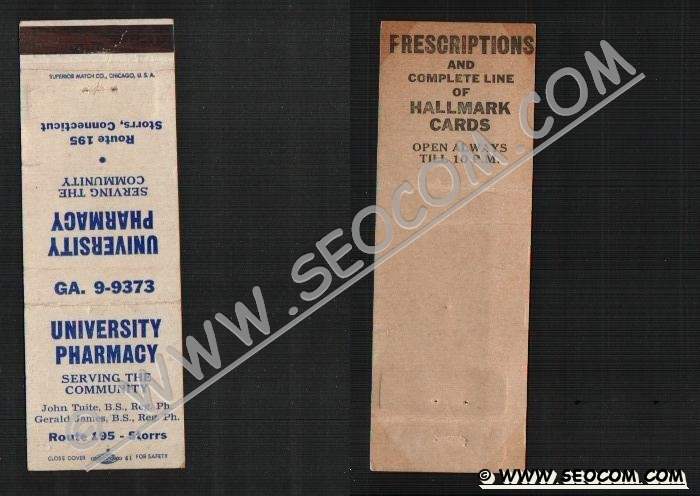 SUPERIOR MATCH CO., CHICAGO, U. S. A.
Route 195
Storrs, Connecticut
•
SERVING THE
COMMUNITY
UNIVERSITY
PHARMACY
GA. 9-9373
UNIVERSITY
PHARMACY
SERVING THE
COMMUNITY
John Tuite, B.S., Reg. Ph.
Gerald James, B.S., Reg. Ph.
Route 195 - Storrs
CLOSE COVER 61 FOR SAFETY
PRESCRIPTIONS
AND
COMPLETE LINE
OF
HALLMARK
CARDS
OPEN ALWAYS
TILL 10 P.M.
© WWW.SEOCOM.COM
© WWW.SEOCOM.COM